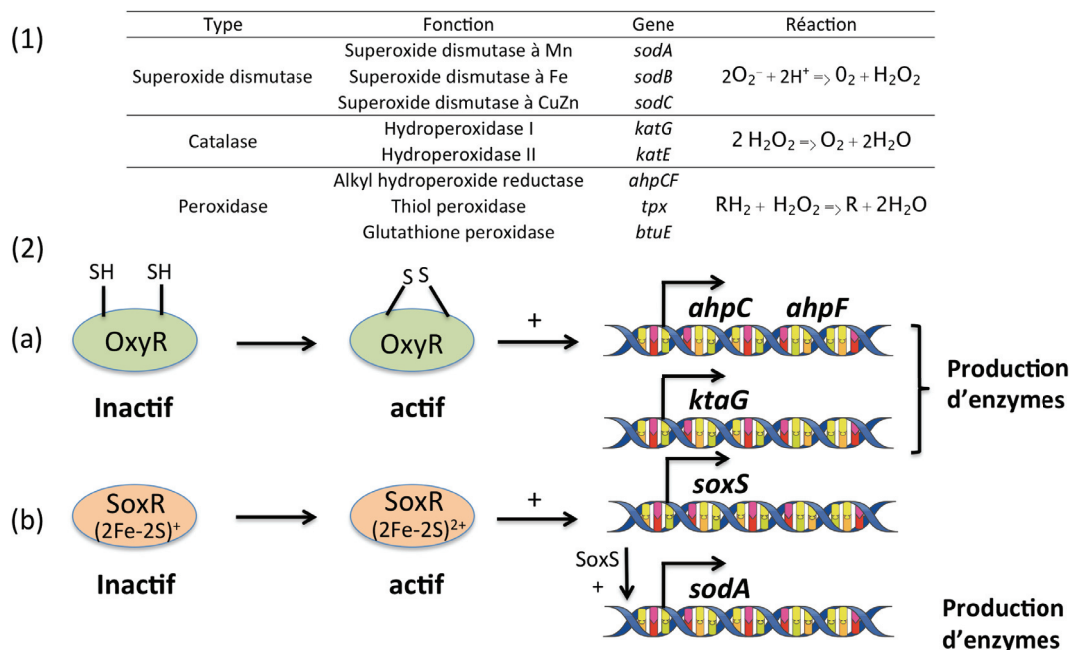 (1)
Type Fonction Gene Réaction
Superoxide dismutase à Mn sodA
Superoxide dismutase Superoxide dismutase à Fe sodB 2O₂⁻ + 2H⁺ => 0₂ + H₂O₂
Superoxide dismutase à CuZn sodC
Catalase Hydroperoxidase I katG 2 H₂O₂ => O₂ + 2H₂O
Hydroperoxidase II katE
Alkyl hydroperoxide reductase ahpCF
Peroxidase Thiol peroxidase tpx RH₂ + H₂O₂ => R + 2H₂O
Glutathione peroxidase btuE
(2)
SH SH S S
(a) OxyR OxyR + ahpC ahpF
Inactif actif
ktaG
Production
d'enzymes
(b) SoxR
(2Fe-2S)⁺
SoxR
(2Fe-2S)²⁺
+ soxS
Inactif actif
SoxS
+
sodA
Production
d'enzymes